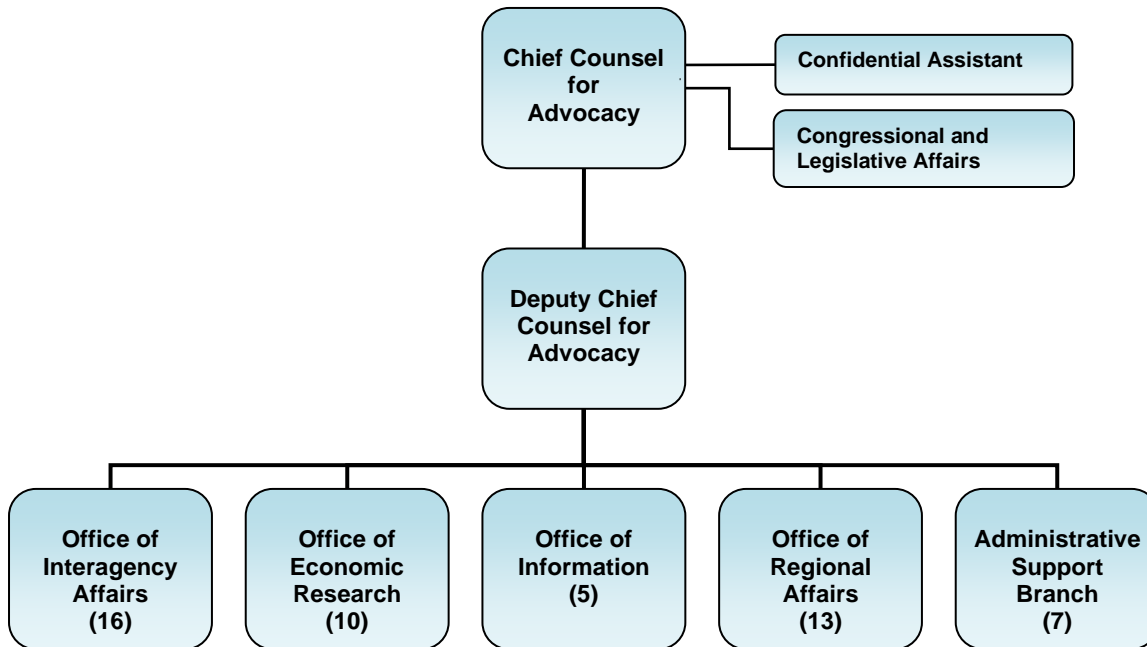 Chief Counsel
for
Advocacy
Confidential Assistant
Congressional and
Legislative Affairs
Deputy Chief
Counsel for
Advocacy
Office of
Interagency
Affairs
(16)
Office of
Economic
Research
(10)
Office of
Information
(5)
Office of
Regional
Affairs
(13)
Administrative
Support
Branch
(7)